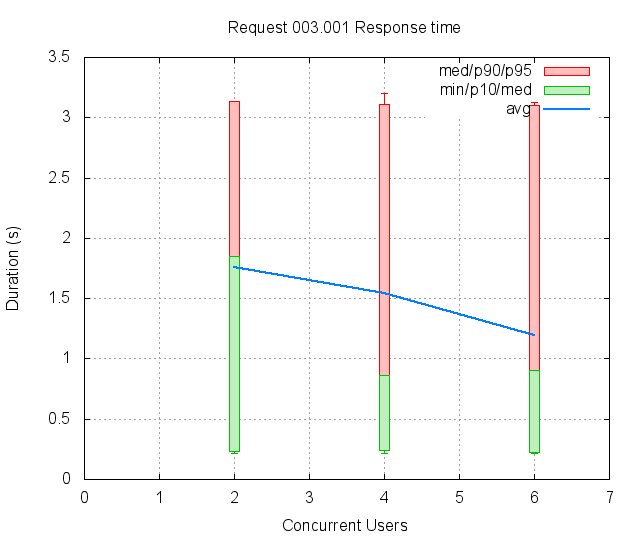 Request 003.001 Response time
med/p90/p95
min/p10/med
avg
3.5
3
2.5
2
1.5
1
0.5
0
Duration (s)
0 1 2 3 4 5 6 7
Concurrent Users